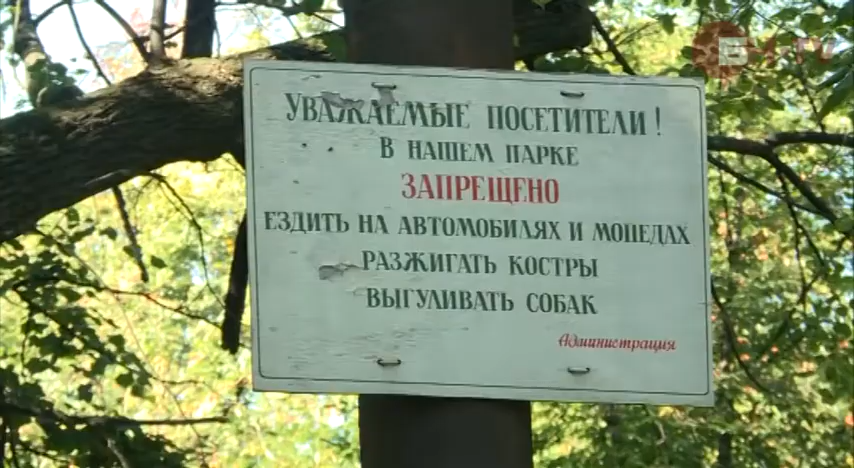 УВАЖАЕМЫЕ ПОСЕТИТЕЛИ!
В НАШЕМ ПАРКЕ
ЗАПРЕЩЕНО
ЕЗДИТЬ НА АВТОМОБИЛЯХ И МОПЕДАХ
РАЗЖИГАТЬ КОСТРЫ
ВЫГУЛИВАТЬ СОБАК
Администрация